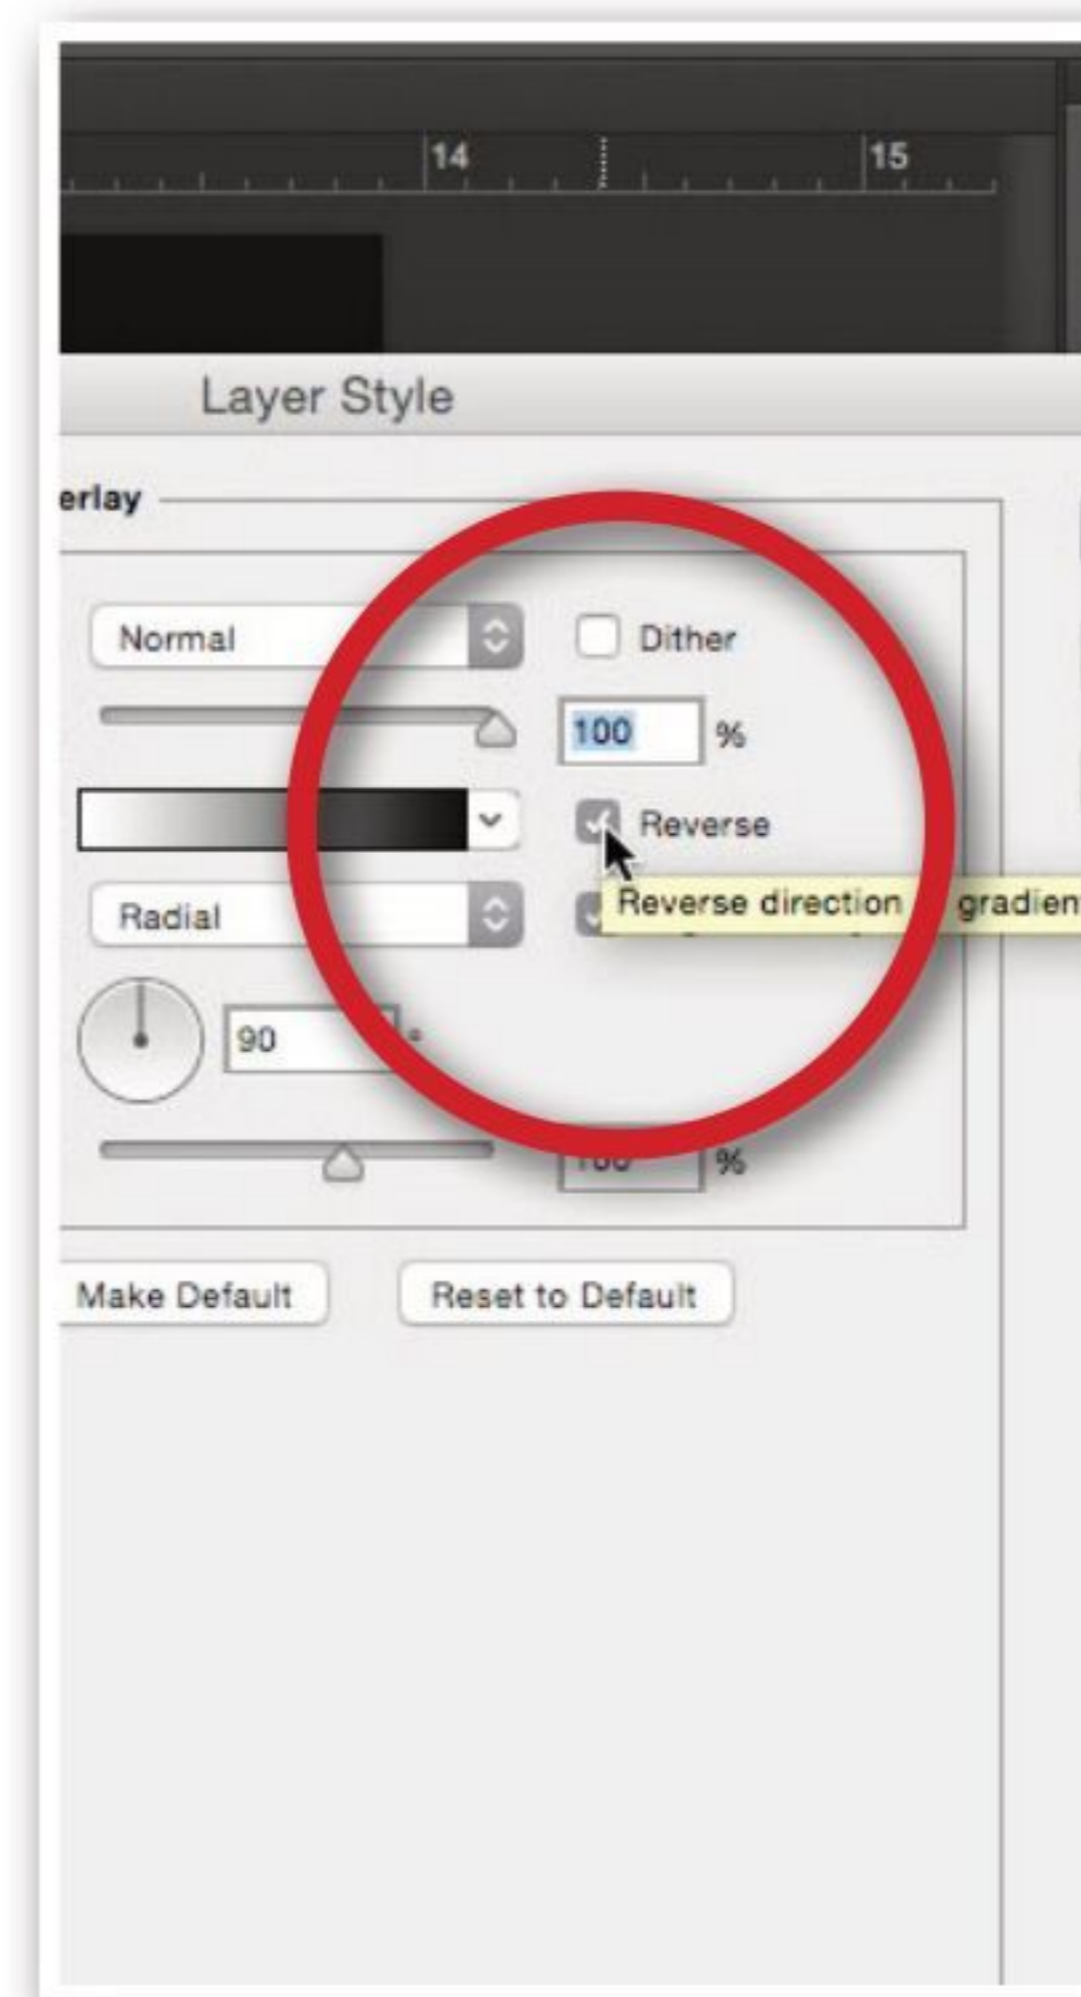 14 15
Layer Style
erlay
Normal Dither
100 %
Reverse
Reverse direction gradien
Radial
90 °
100 %
Make Default Reset to Default